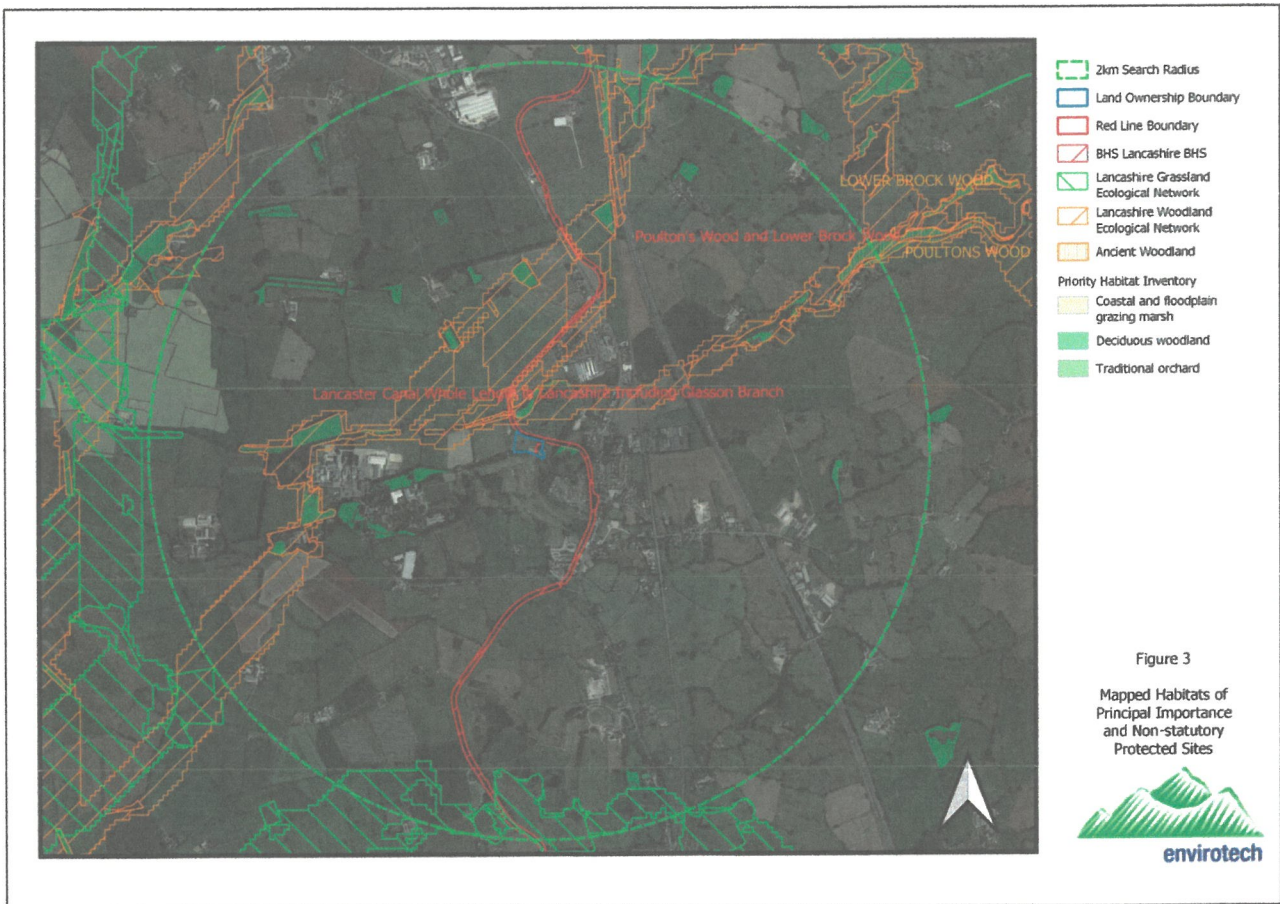 2km Search Radius
Land Ownership Boundary
Red Line Boundary
BHS Lancashire BHS
Lancashire Grassland
Ecological Network
Lancashire Woodland
Ecological Network
Ancient Woodland
Priority Habitat Inventory
Coastal and floodplain
grazing marsh
Deciduous woodland
Traditional orchard
LOWER BROCK WOOD
Poulton's Wood and Lower Brock
POULTONS WOOD
Lancaster Canal Whole Length in Lancashire Including Glasson Branch
Figure 3
Mapped Habitats of
Principal Importance
and Non-statutory
Protected Sites
envirotech